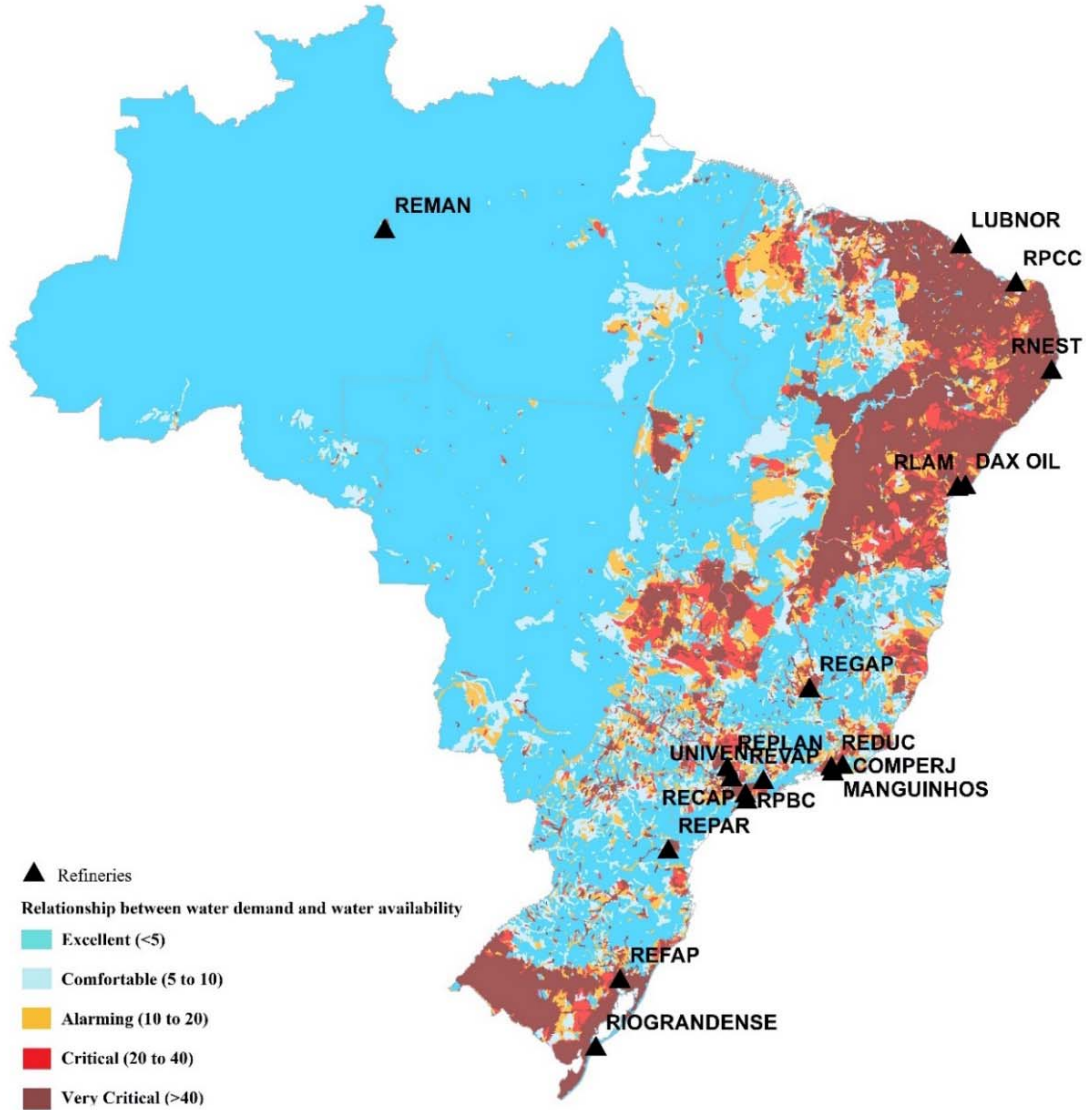 REMAN
LUBNOR
RPCC
RNEST
RLAM DAX OIL
REGAP
UNIVEN REPLAN REDUC
REVAP COMPERJ
RECAP RPBC MANGUINHOS
REPAR
REFAP
RIOGRANDENSE
Refineries
Relationship between water demand and water availability
Excellent (<5)
Comfortable (5 to 10)
Alarming (10 to 20)
Critical (20 to 40)
Very Critical (>40)